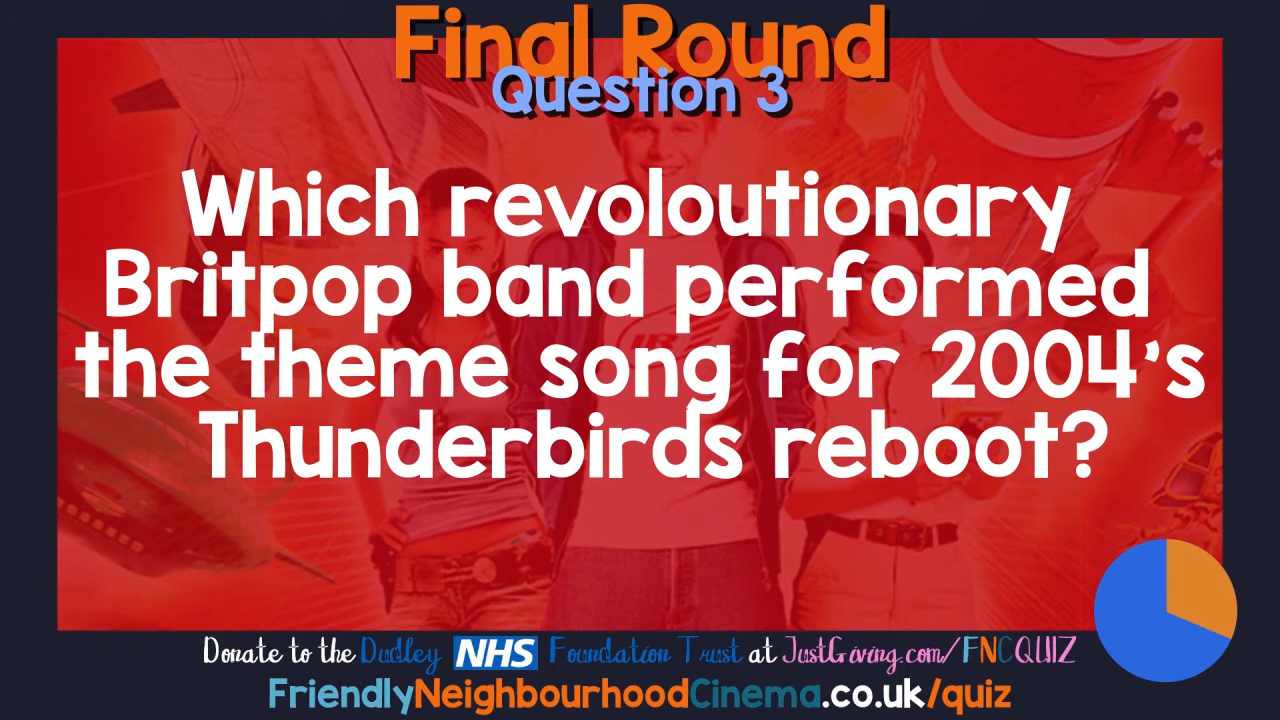 Final Round
Question 3
Which revoloutionary
Britpop band performed
the theme song for 2004's
Thunderbirds reboot?
Donate to the Dudley NHS Foundation Trust at JustGiving.com/FNCQUIZ
FriendlyNeighbourhoodCinema.co.uk/quiz